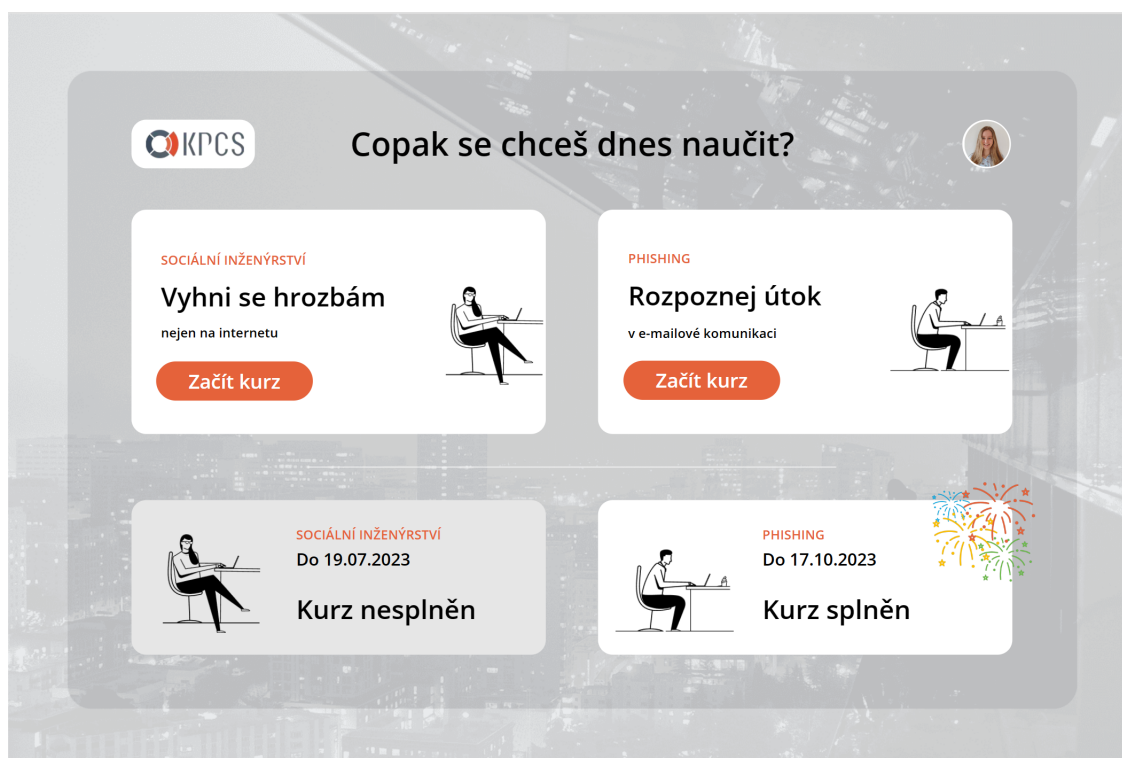 KPCS
Copak se chceš dnes naučit?
SOCIÁLNÍ INŽENÝRSTVÍ
Vyhni se hrozbám
nejen na internetu
Začít kurz
PHISHING
Rozpoznej útok
v e-mailové komunikaci
Začít kurz
SOCIÁLNÍ INŽENÝRSTVÍ
Do 19.07.2023
Kurz nesplněn
PHISHING
Do 17.10.2023
Kurz splněn